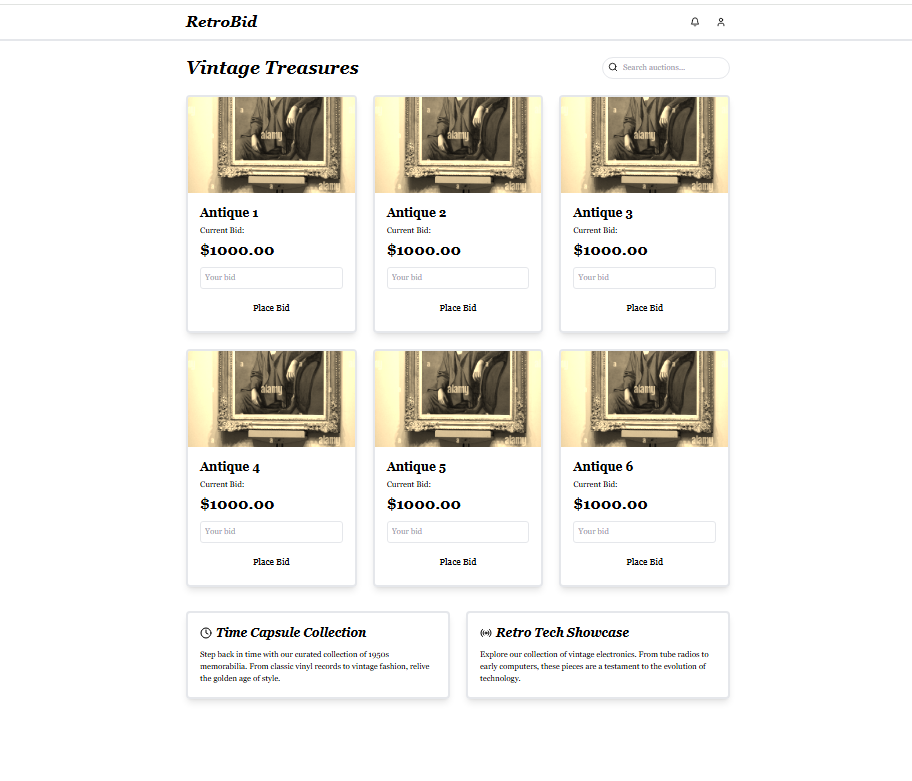 RetroBid
Vintage Treasures
Search auctions...
alamy
alamy
alamy
a a
a a
a a
a alamy
a alamy
a alamy
Antique 1
Antique 2
Antique 3
Current Bid:
Current Bid:
Current Bid:
$1000.00
$1000.00
$1000.00
Your bid
Your bid
Your bid
Place Bid
Place Bid
Place Bid
alamy
alamy
alamy
a a
a a
a a
a alamy
a alamy
a alamy
Antique 4
Antique 5
Antique 6
Current Bid:
Current Bid:
Current Bid:
$1000.00
$1000.00
$1000.00
Your bid
Your bid
Your bid
Place Bid
Place Bid
Place Bid
Time Capsule Collection
Step back in time with our curated collection of 1950s
memorabilia. From classic vinyl records to vintage fashion, relive
the golden age of style.
Retro Tech Showcase
Explore our collection of vintage electronics. From tube radios to
early computers, these pieces are a testament to the evolution of
technology.